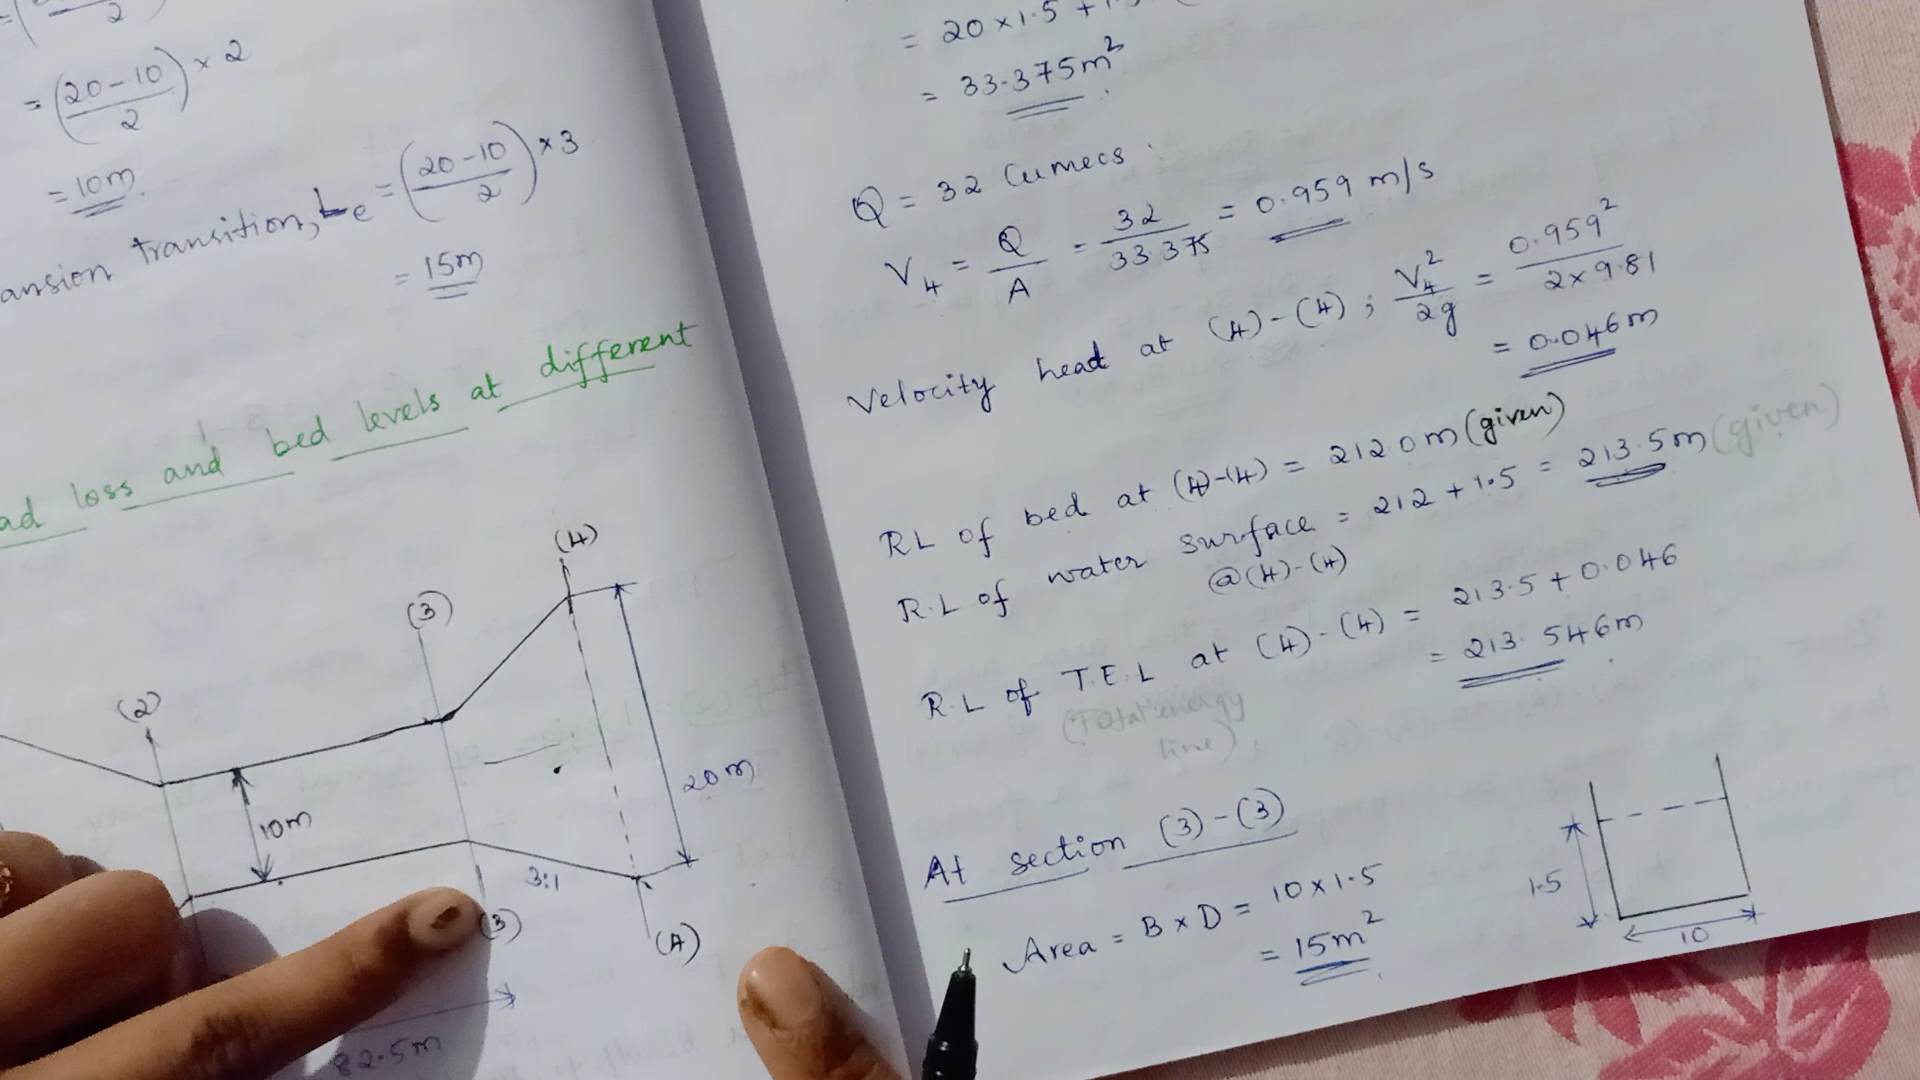 2
= (20-10 / 2) × 2
= 10m.
ansion transition, Le = (20-10 / 2) × 3
= 15m
ad loss and bed levels at different
(4)
(3)
(2)
10m
20m
3:1
(3)
(A)
82.5m
= 20×1.5 +
= 33.375m²
Q = 32 Cumecs.
V4 = Q / A = 32 / 33.375 = 0.959 m/s
Velocity head at (4)-(4) ; V4² / 2g = 0.959² / 2×9.81
= 0.046m
RL of bed at (4)-(4) = 212.0m (given)
R.L of water surface = 212 + 1.5 = 213.5m (given)
@(4)-(4)
R.L of T.E.L at (4)-(4) = 213.5 + 0.046
(Total energy
line)
= 213.546m
At section (3)-(3)
Area = B × D = 10×1.5
= 15m²
1.5
10